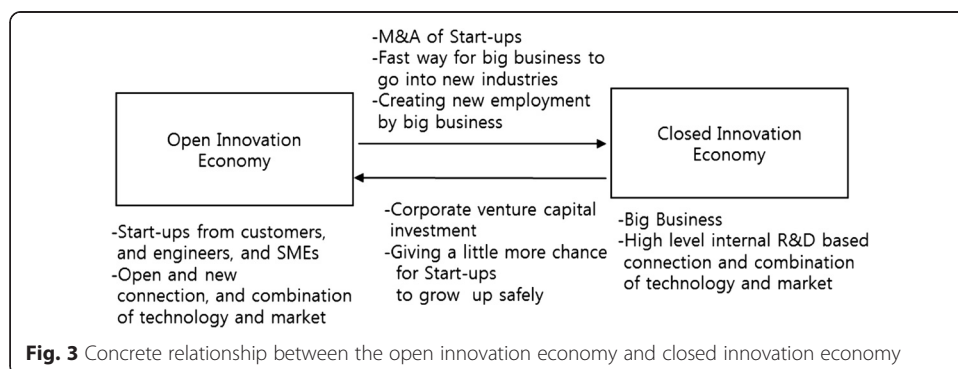 -M&A of Start-ups
-Fast way for big business to
go into new industries
-Creating new employment
by big business
Open Innovation
Economy
Closed Innovation
Economy
-Start-ups from customers,
and engineers, and SMEs
-Open and new
connection, and combination
of technology and market
-Corporate venture capital
investment
-Giving a little more chance
for Start-ups
to grow up safely
-Big Business
-High level internal R&D based
connection and combination
of technology and market
Fig. 3 Concrete relationship between the open innovation economy and closed innovation economy